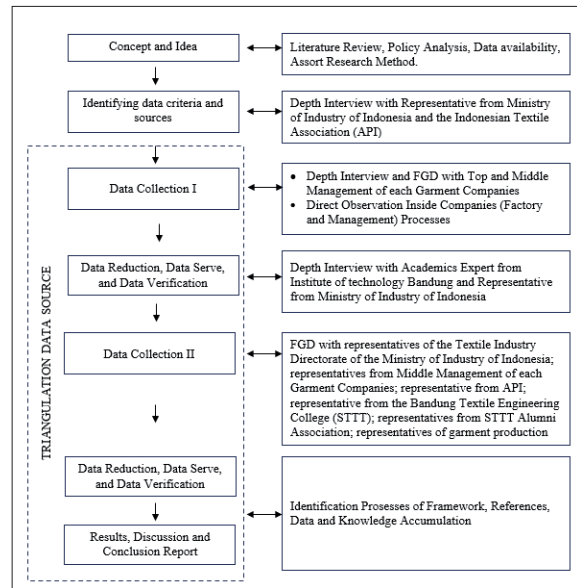 Concept and Idea
Literature Review, Policy Analysis, Data availability,
Assort Research Method.
Identifying data criteria and
sources
Depth Interview with Representative from Ministry
of Industry of Indonesia and the Indonesian Textile
Association (API)
TRIANGULATION DATA SOURCE
Data Collection I
• Depth Interview and FGD with Top and Middle
Management of each Garment Companies
• Direct Observation Inside Companies (Factory
and Management) Processes
Data Reduction, Data Serve,
and Data Verification
Depth Interview with Academics Expert from
Institute of technology Bandung and Representative
from Ministry of Industry of Indonesia
Data Collection II
FGD with representatives of the Textile Industry
Directorate of the Ministry of Industry of Indonesia;
representatives from Middle Management of each
Garment Companies; representative from API;
representative from the Bandung Textile Engineering
College (STTT); representatives from STTT Alumni
Association; representatives of garment production
Data Reduction, Data Serve,
and Data Verification
Identification Prosesses of Framework, References,
Data and Knowledge Accumulation
Results, Discussion and
Conclusion Report